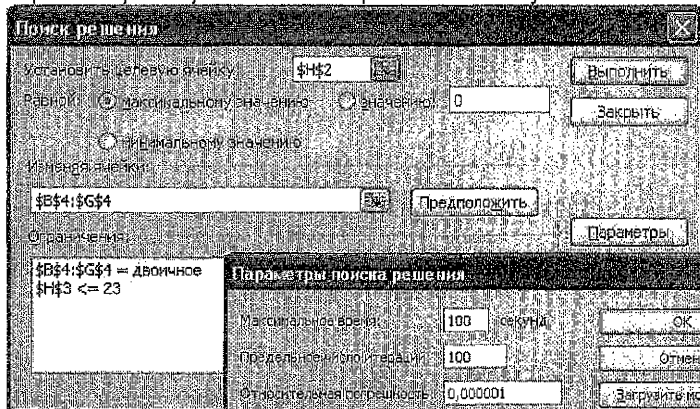 Поиск решения
Установить целевую ячейку: $H$2
Выполнить
Равной: максимальному значению значению: 0
Закрыть
минимальному значению
Изменяя ячейки:
$B$4:$G$4
Предположить
Ограничения:
Параметры
$B$4:$G$4 = двоичное
$H$3 <= 23
Параметры поиска решения
Максимальное время: 100 секунд
OK
Предельное число итераций: 100
Отмен
Относительная погрешность: 0,000001
Загрузить